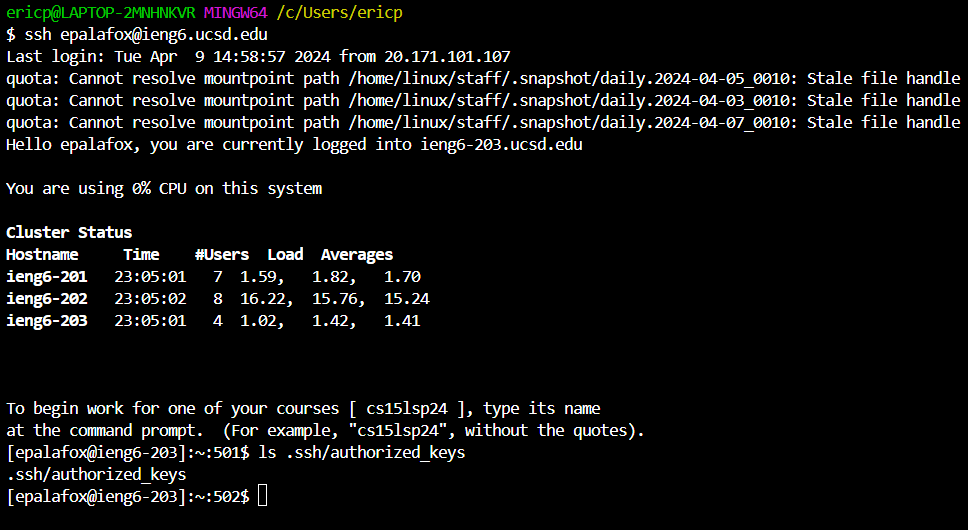 ericp@LAPTOP-2MNHNKVR MINGW64 /c/Users/ericp
$ ssh epalafox@ieng6.ucsd.edu
Last login: Tue Apr  9 14:58:57 2024 from 20.171.101.107
quota: Cannot resolve mountpoint path /home/linux/staff/.snapshot/daily.2024-04-05_0010: Stale file handle
quota: Cannot resolve mountpoint path /home/linux/staff/.snapshot/daily.2024-04-03_0010: Stale file handle
quota: Cannot resolve mountpoint path /home/linux/staff/.snapshot/daily.2024-04-07_0010: Stale file handle
Hello epalafox, you are currently logged into ieng6-203.ucsd.edu
You are using 0% CPU on this system
Cluster Status
Hostname     Time    #Users  Load  Averages
ieng6-201   23:05:01   7  1.59,   1.82,   1.70
ieng6-202   23:05:02   8  16.22,  15.76,  15.24
ieng6-203   23:05:01   4  1.02,   1.42,   1.41
To begin work for one of your courses [ cs15lsp24 ], type its name
at the command prompt.  (For example, "cs15lsp24", without the quotes).
[epalafox@ieng6-203]:~:501$ ls .ssh/authorized_keys
.ssh/authorized_keys
[epalafox@ieng6-203]:~:502$